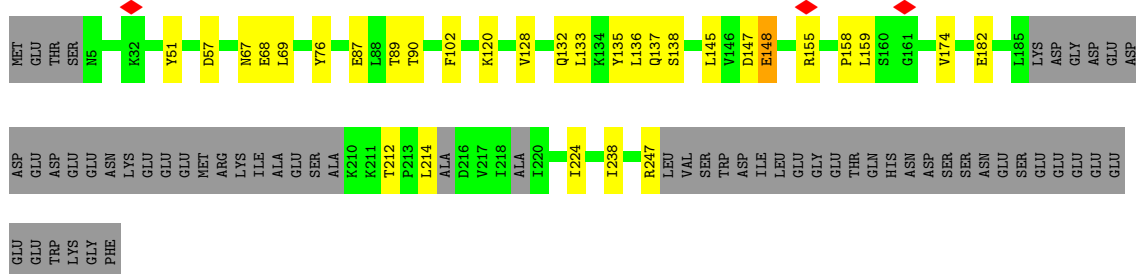 MET GLU THR SER N5 K32 Y51 D57 N67 E68 L69 Y76 E87 L88 T89 T90 F102 K120 V128 Q132 L133 K134 Y135 L136 Q137 S138 L145 V146 D147 E148 R155 P158 L159 S160 G161 V174 E182 L185 LYS ASP GLY ASP GLU ASP
ASP GLU ASP GLU GLU ASN LYS GLU GLU GLU MET ARG LYS ILE ALA GLU SER ALA K210 K211 T212 P213 L214 ALA D216 V217 I218 ALA I220 I224 I238 R247 LEU VAL SER TRP ASP ILE LEU GLU GLY GLU THR GLN HIS ASN ASP SER SER ASN GLU SER GLU GLU GLU GLU GLU
GLU GLU TRP LYS GLY PHE